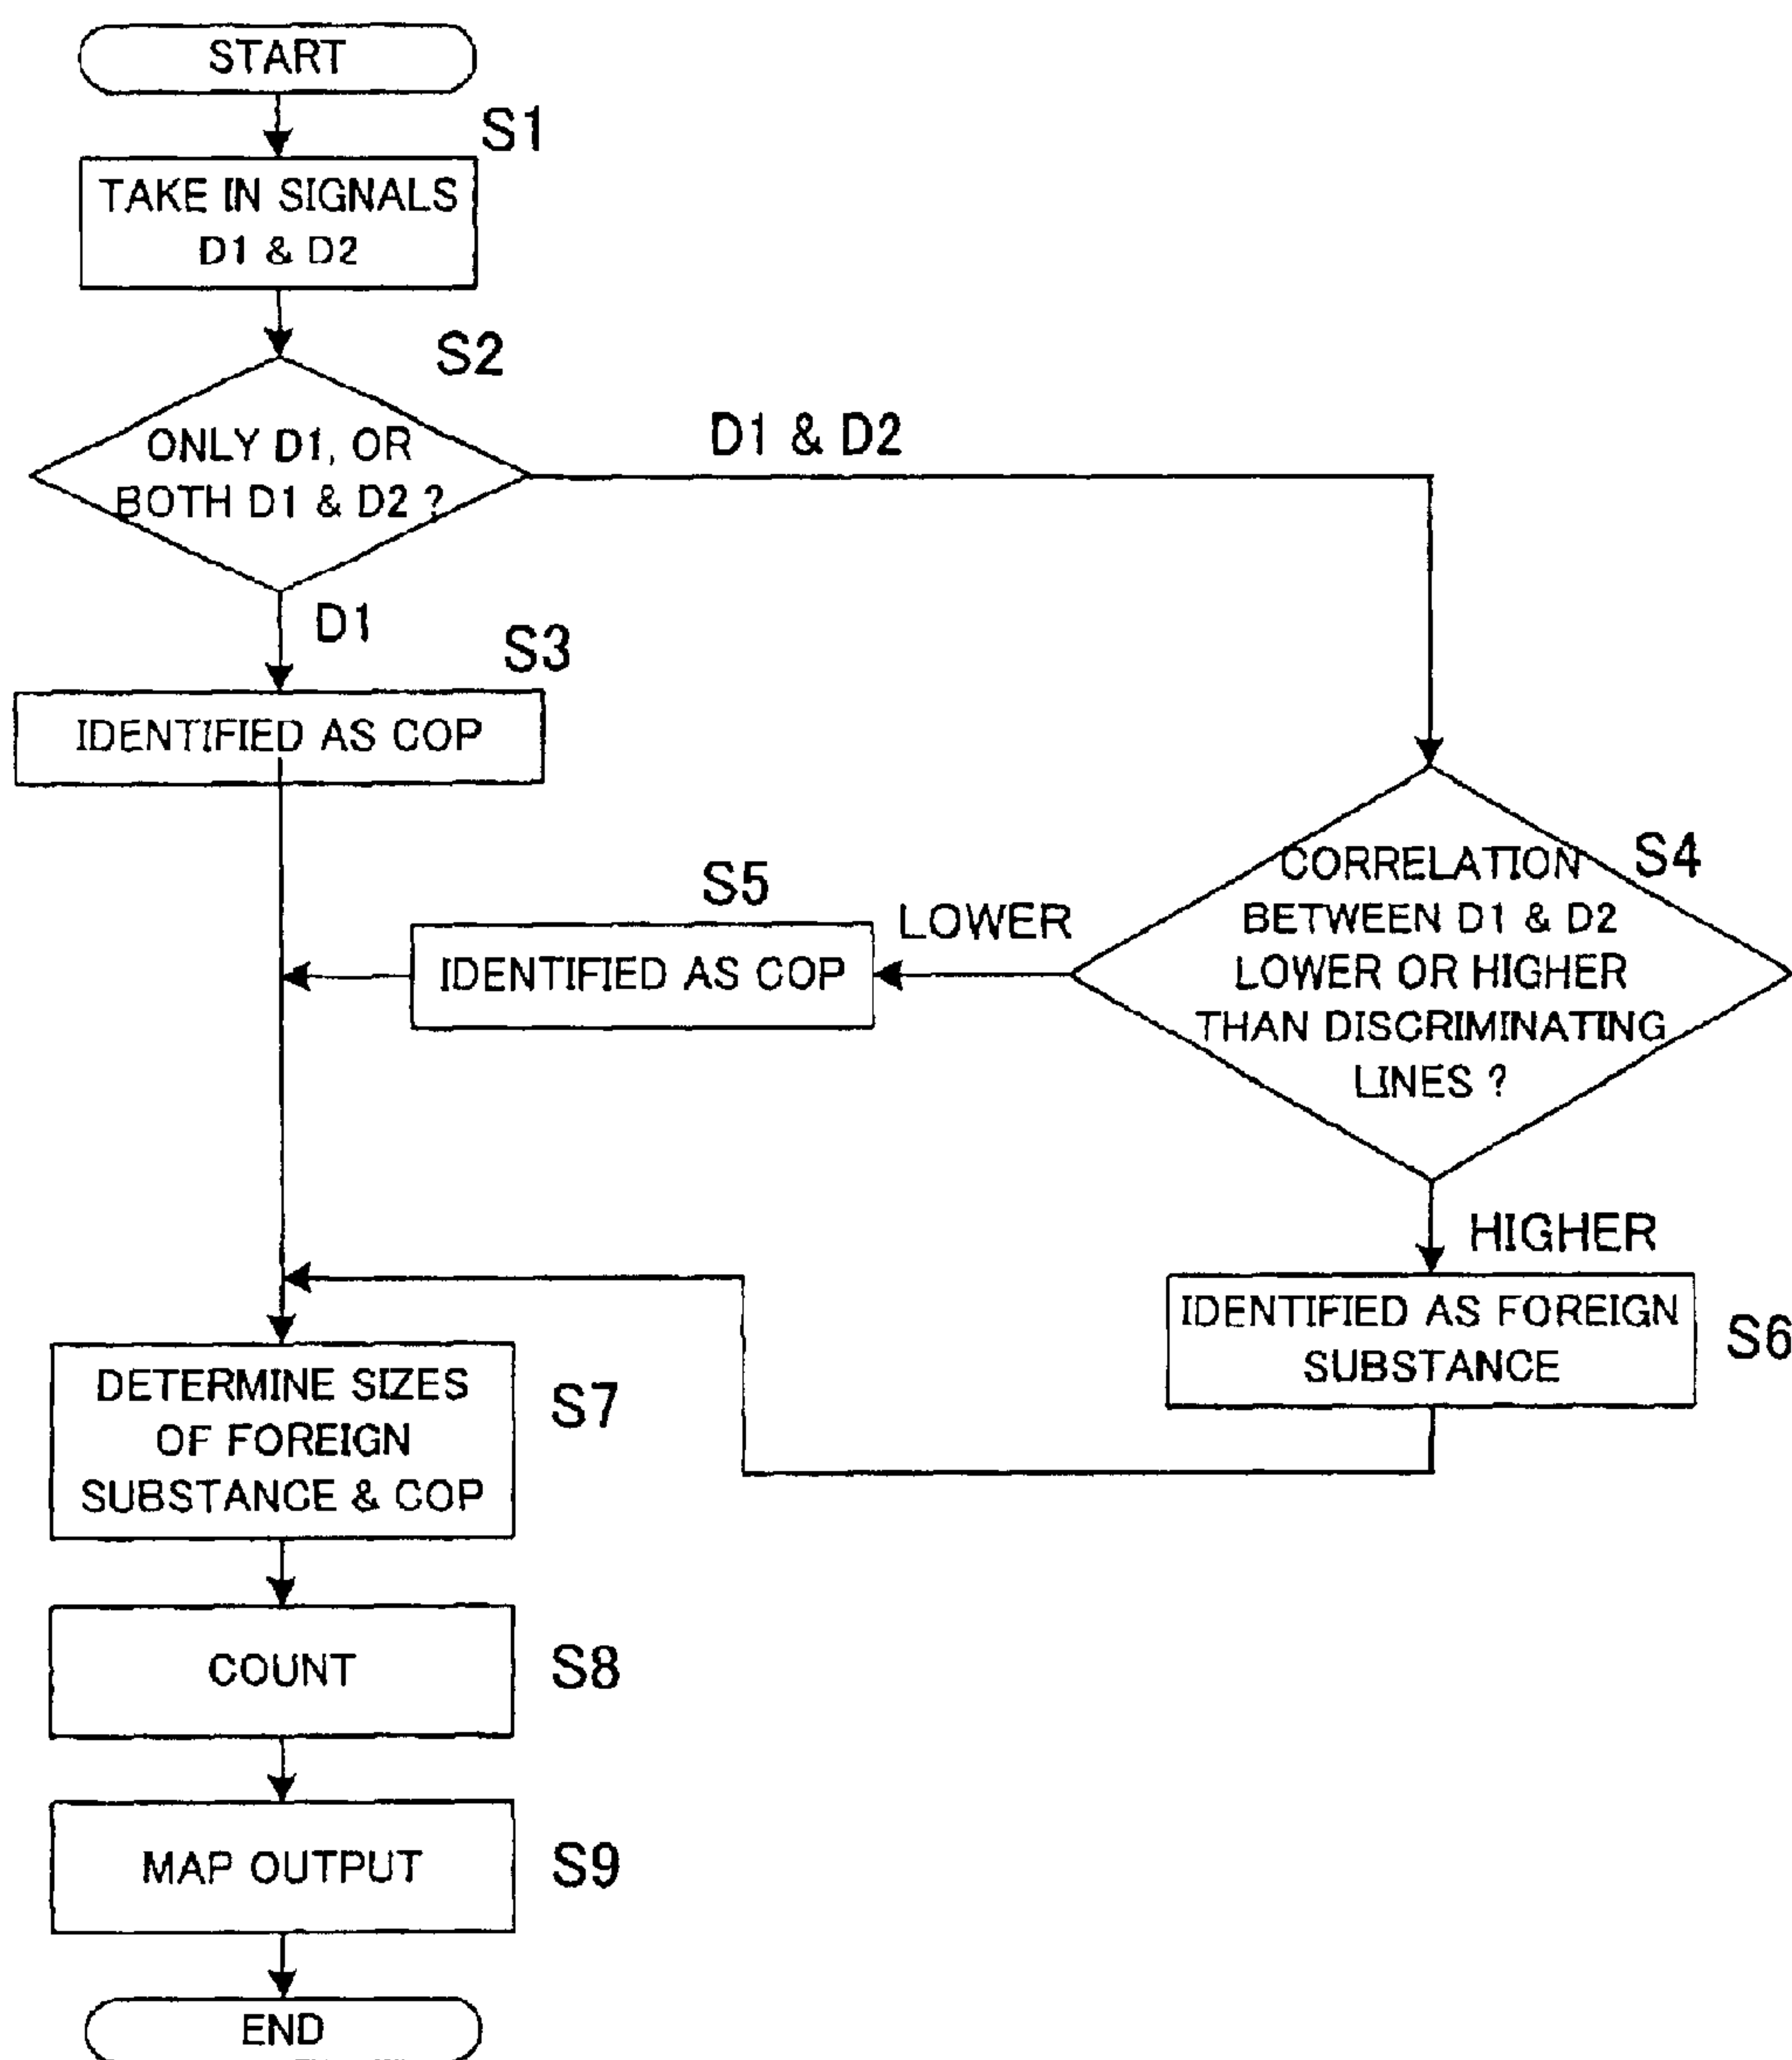 START
S1
TAKE IN SIGNALS
D1 & D2
S2
ONLY D1, OR
BOTH D1 & D2 ?
D1 & D2
D1
S3
IDENTIFIED AS COP
S4
CORRELATION
BETWEEN D1 & D2
LOWER OR HIGHER
THAN DISCRIMINATING
LINES ?
LOWER
S5
IDENTIFIED AS COP
HIGHER
IDENTIFIED AS FOREIGN
SUBSTANCE
S6
DETERMINE SIZES
OF FOREIGN
SUBSTANCE & COP
S7
COUNT
S8
MAP OUTPUT
S9
END